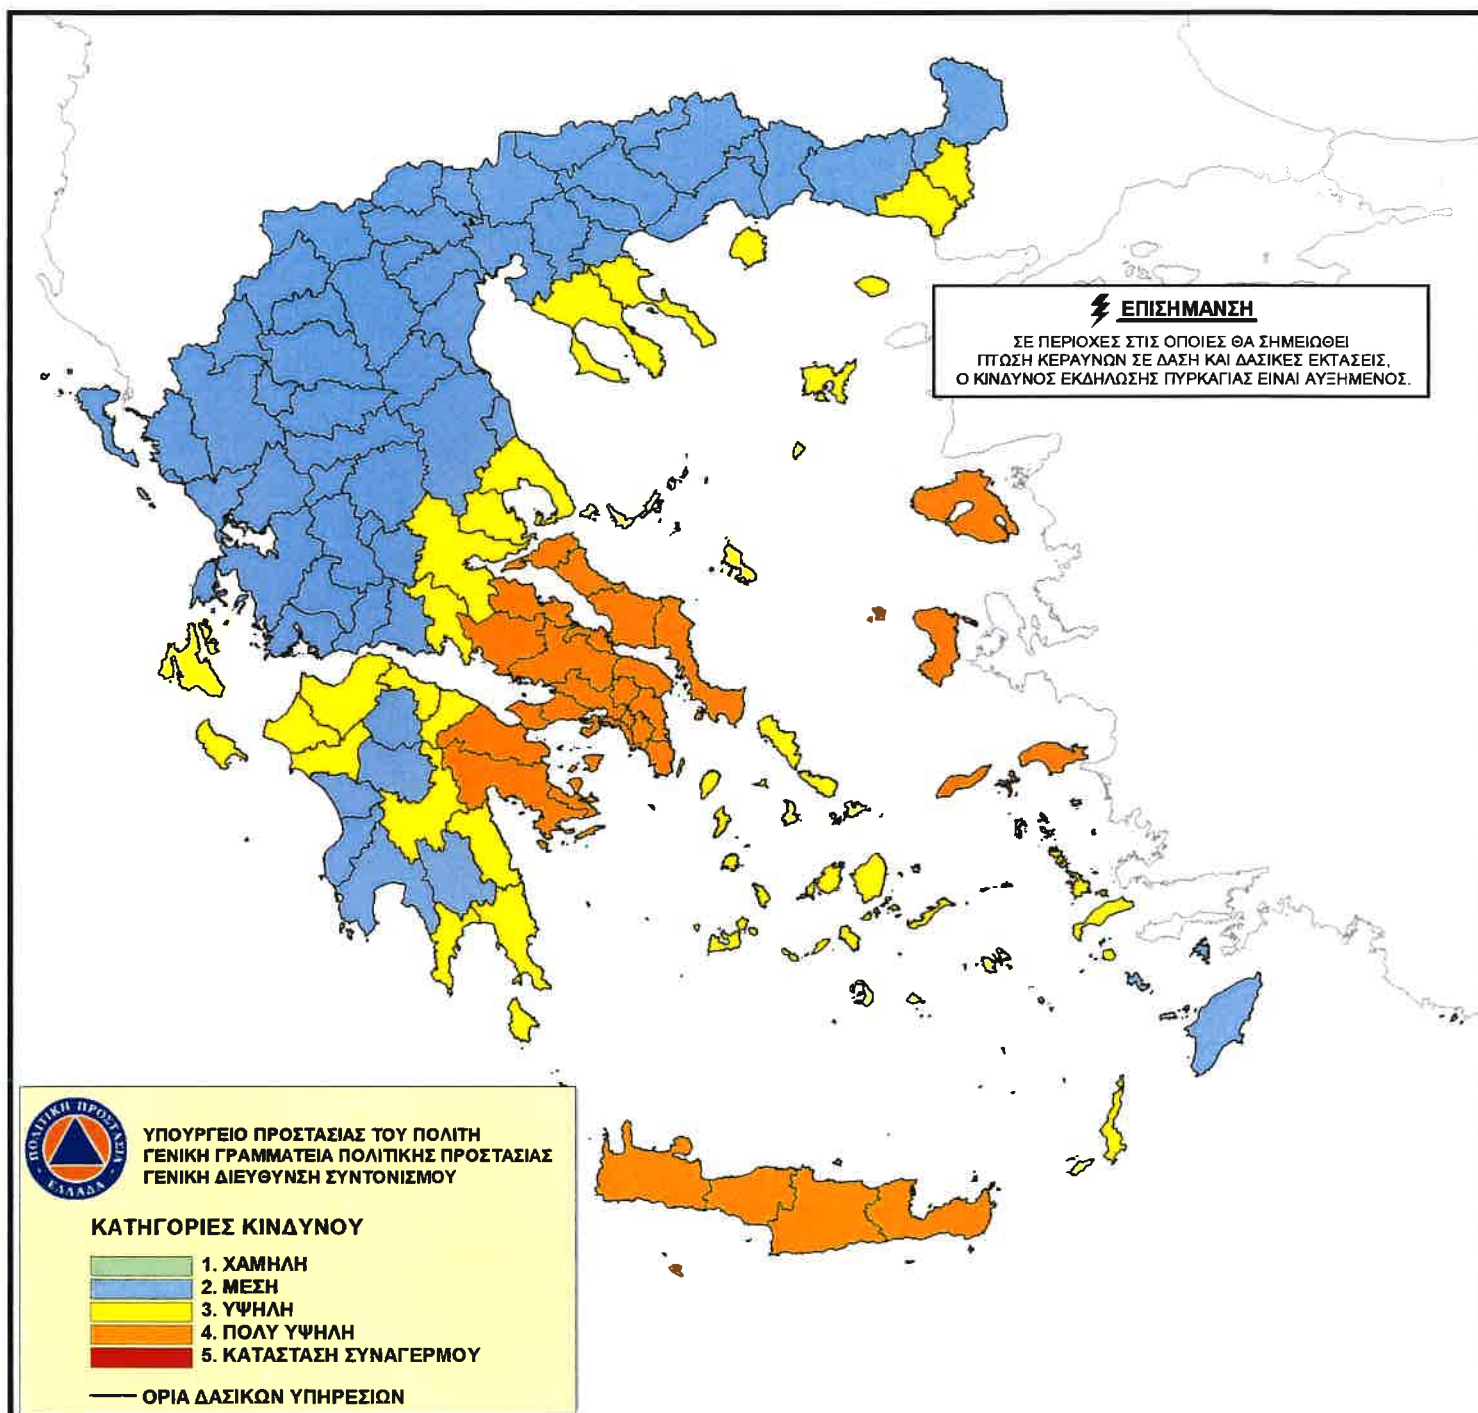 ΕΠΙΣΗΜΑΝΣΗ
ΣΕ ΠΕΡΙΟΧΕΣ ΣΤΙΣ ΟΠΟΙΕΣ ΘΑ ΣΗΜΕΙΩΘΕΙ
ΠΤΩΣΗ ΚΕΡΑΥΝΩΝ ΣΕ ΔΑΣΗ ΚΑΙ ΔΑΣΙΚΕΣ ΕΚΤΑΣΕΙΣ,
Ο ΚΙΝΔΥΝΟΣ ΕΚΔΗΛΩΣΗΣ ΠΥΡΚΑΓΙΑΣ ΕΙΝΑΙ ΑΥΞΗΜΕΝΟΣ.
ΠΟΛΙΤΙΚΗ ΠΡΟΣΤΑΣΙΑ
ΕΛΛΑΔΑ
ΥΠΟΥΡΓΕΙΟ ΠΡΟΣΤΑΣΙΑΣ ΤΟΥ ΠΟΛΙΤΗ
ΓΕΝΙΚΗ ΓΡΑΜΜΑΤΕΙΑ ΠΟΛΙΤΙΚΗΣ ΠΡΟΣΤΑΣΙΑΣ
ΓΕΝΙΚΗ ΔΙΕΥΘΥΝΣΗ ΣΥΝΤΟΝΙΣΜΟΥ
ΚΑΤΗΓΟΡΙΕΣ ΚΙΝΔΥΝΟΥ
1. ΧΑΜΗΛΗ
2. ΜΕΣΗ
3. ΥΨΗΛΗ
4. ΠΟΛΥ ΥΨΗΛΗ
5. ΚΑΤΑΣΤΑΣΗ ΣΥΝΑΓΕΡΜΟΥ
ΟΡΙΑ ΔΑΣΙΚΩΝ ΥΠΗΡΕΣΙΩΝ